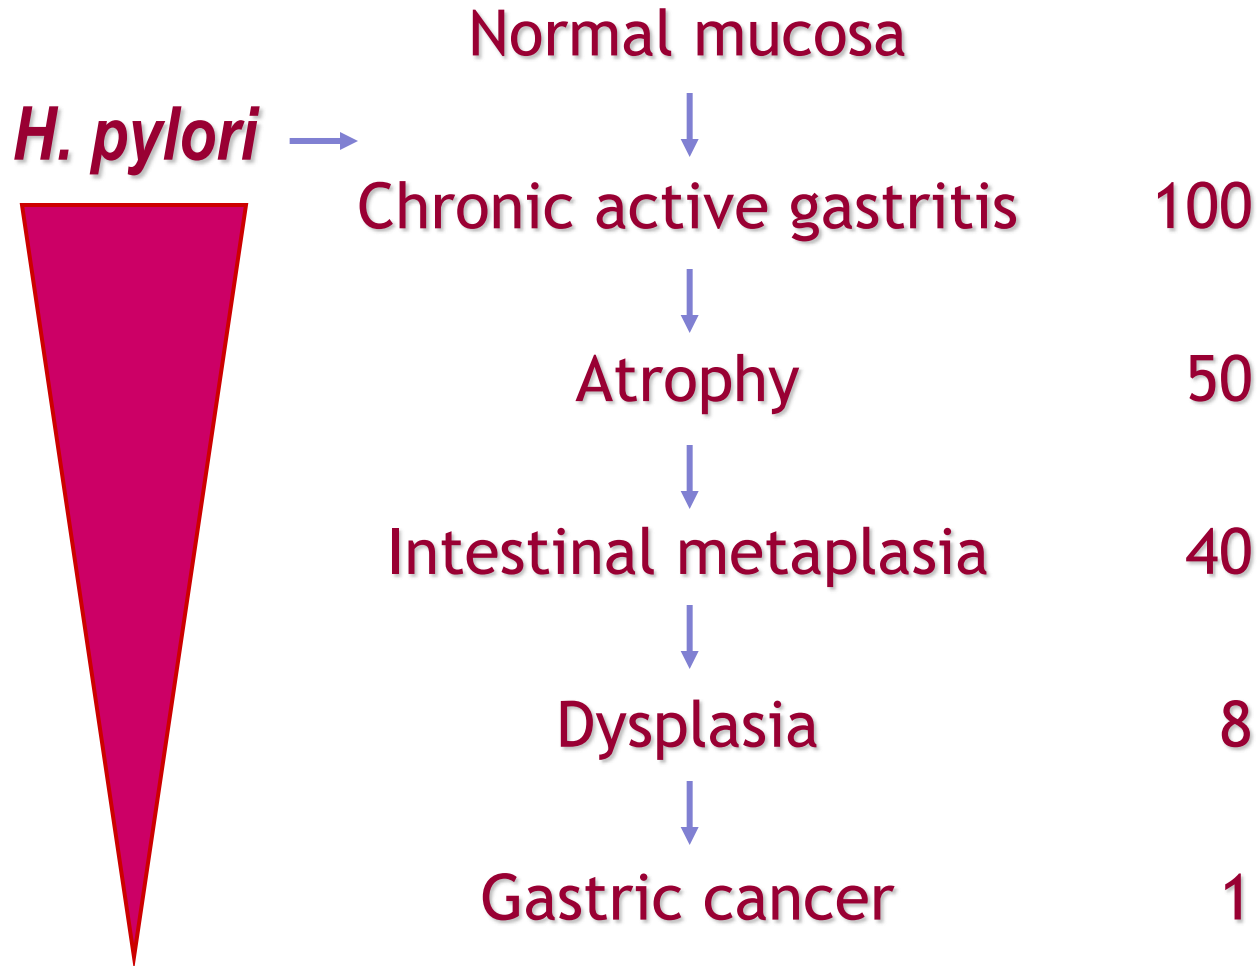 Normal mucosa
H. pylori
Chronic active gastritis 100
Atrophy 50
Intestinal metaplasia 40
Dysplasia 8
Gastric cancer 1